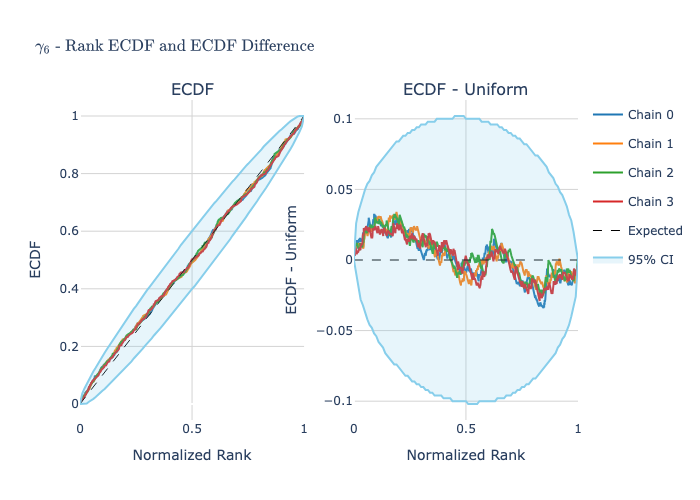 γ₆ - Rank ECDF and ECDF Difference
ECDF
ECDF - Uniform
ECDF
1
0.8
0.6
0.4
0.2
0
0
0.5
1
Normalized Rank
ECDF - Uniform
0.1
0.05
0
−0.05
−0.1
0
0.5
1
Normalized Rank
Chain 0
Chain 1
Chain 2
Chain 3
Expected
95% CI